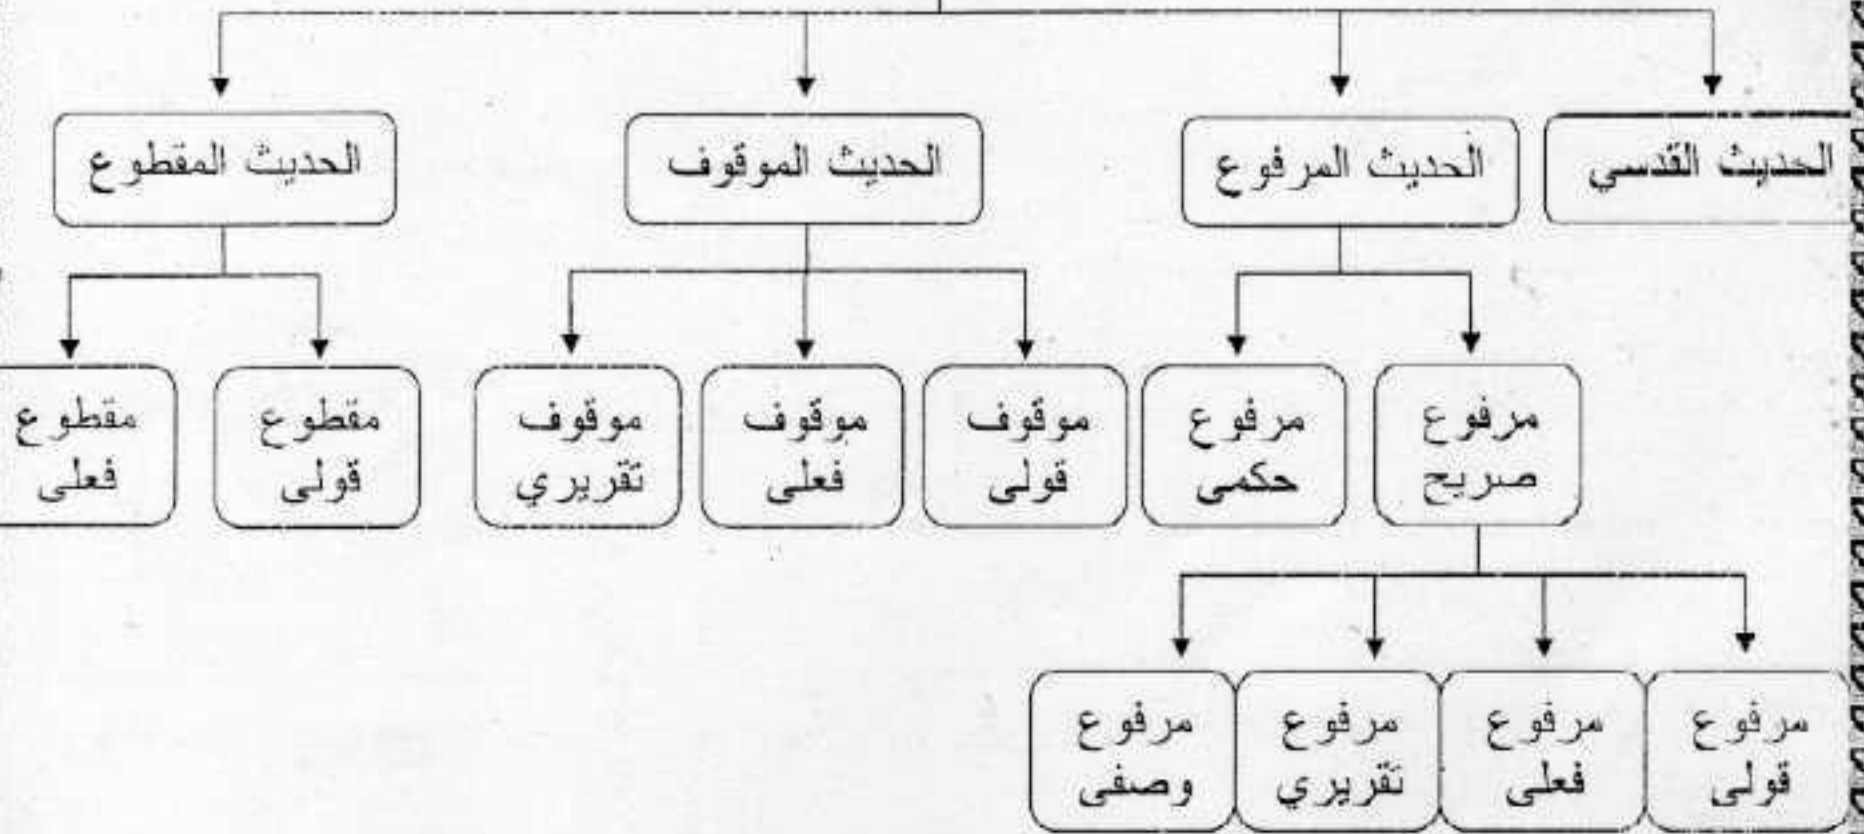 الحديث القدسي
الحديث المرفوع
الحديث الموقوف
الحديث المقطوع
مرفوع
صريح
مرفوع
حكمى
موقوف
قولى
موقوف
فعلى
موقوف
تقريري
مقطوع
قولى
مقطوع
فعلى
مرفوع
قولى
مرفوع
فعلى
مرفوع
تقريري
مرفوع
وصفى